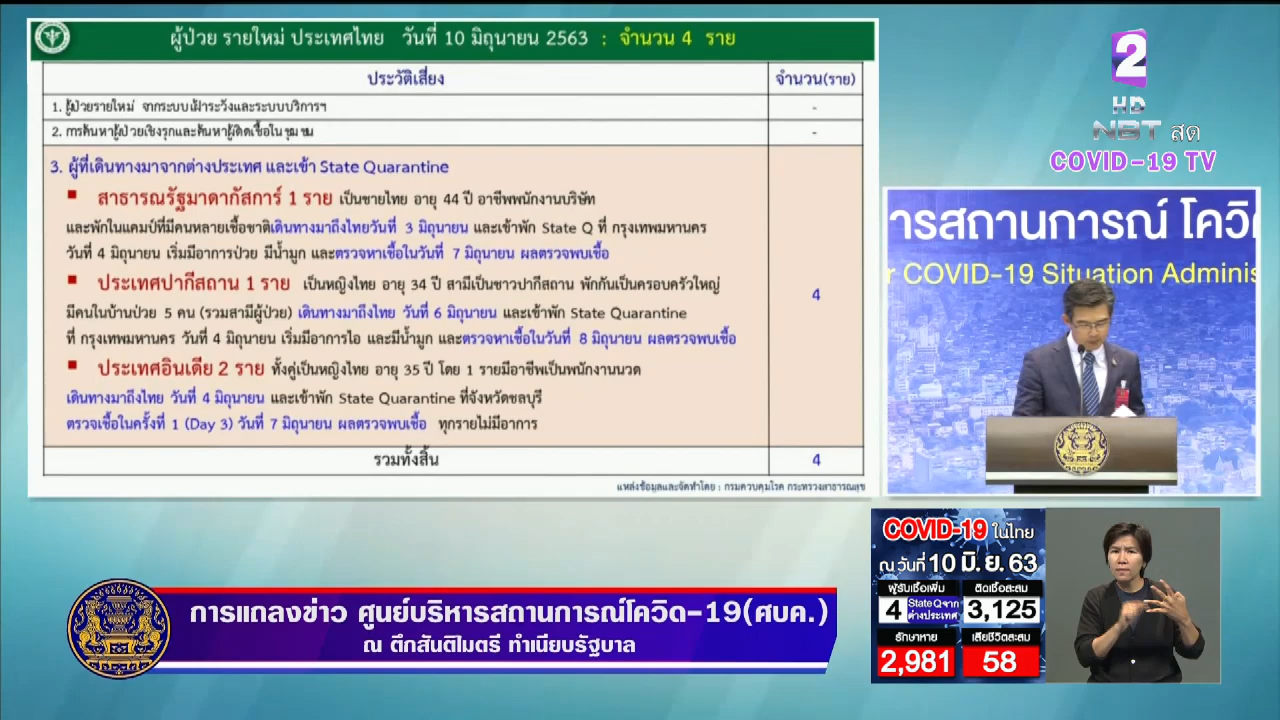 ผู้ป่วย รายใหม่ ประเทศไทย วันที่ 10 มิถุนายน 2563 : จำนวน 4 ราย
ประวัติเสี่ยง
จำนวน(ราย)
1. ผู้ป่วยรายใหม่ จากระบบเฝ้าระวังและระบบบริการฯ
-
2. การค้นหาผู้ป่วยเชิงรุกและค้นหาผู้ติดเชื้อในชุมชน
-
3. ผู้ที่เดินทางมาจากต่างประเทศ และเข้า State Quarantine
▪ สาธารณรัฐมาดากัสการ์ 1 ราย เป็นชายไทย อายุ 44 ปี อาชีพพนักงานบริษัท
และพักในแคมป์ที่มีคนหลายเชื้อชาติเดินทางมาถึงไทยวันที่ 3 มิถุนายน และเข้าพัก State Q ที่ กรุงเทพมหานคร
วันที่ 4 มิถุนายน เริ่มมีอาการป่วย มีน้ำมูก และตรวจหาเชื้อในวันที่ 7 มิถุนายน ผลตรวจพบเชื้อ
▪ ประเทศปากีสถาน 1 ราย เป็นหญิงไทย อายุ 34 ปี สามีเป็นชาวปากีสถาน พักกันเป็นครอบครัวใหญ่
มีคนในบ้านป่วย 5 คน (รวมสามีผู้ป่วย) เดินทางมาถึงไทย วันที่ 6 มิถุนายน และเข้าพัก State Quarantine
ที่ กรุงเทพมหานคร วันที่ 4 มิถุนายน เริ่มมีอาการไอ และมีน้ำมูก และตรวจหาเชื้อในวันที่ 8 มิถุนายน ผลตรวจพบเชื้อ
▪ ประเทศอินเดีย 2 ราย ทั้งคู่เป็นหญิงไทย อายุ 35 ปี โดย 1 รายมีอาชีพเป็นพนักงานนวด
เดินทางมาถึงไทย วันที่ 4 มิถุนายน และเข้าพัก State Quarantine ที่จังหวัดชลบุรี
ตรวจเชื้อในครั้งที่ 1 (Day 3) วันที่ 7 มิถุนายน ผลตรวจพบเชื้อ ทุกรายไม่มีอาการ
4
รวมทั้งสิ้น
4
แหล่งข้อมูลและจัดทำโดย : กรมควบคุมโรค กระทรวงสาธารณสุข
2
HD
NBT สด
COVID-19 TV
ารสถานการณ์ โควิ
r COVID-19 Situation Adminis
COVID-19 ในไทย
ณ วันที่ 10 มิ.ย. 63
ผู้รับเชื้อเพิ่ม
ติดเชื้อสะสม
4 State Q จาก
ต่างประเทศ
3,125
รักษาหาย
เสียชีวิตสะสม
2,981
58
การแถลงข่าว ศูนย์บริหารสถานการณ์โควิด-19(ศบค.)
ณ ตึกสันติไมตรี ทำเนียบรัฐบาล